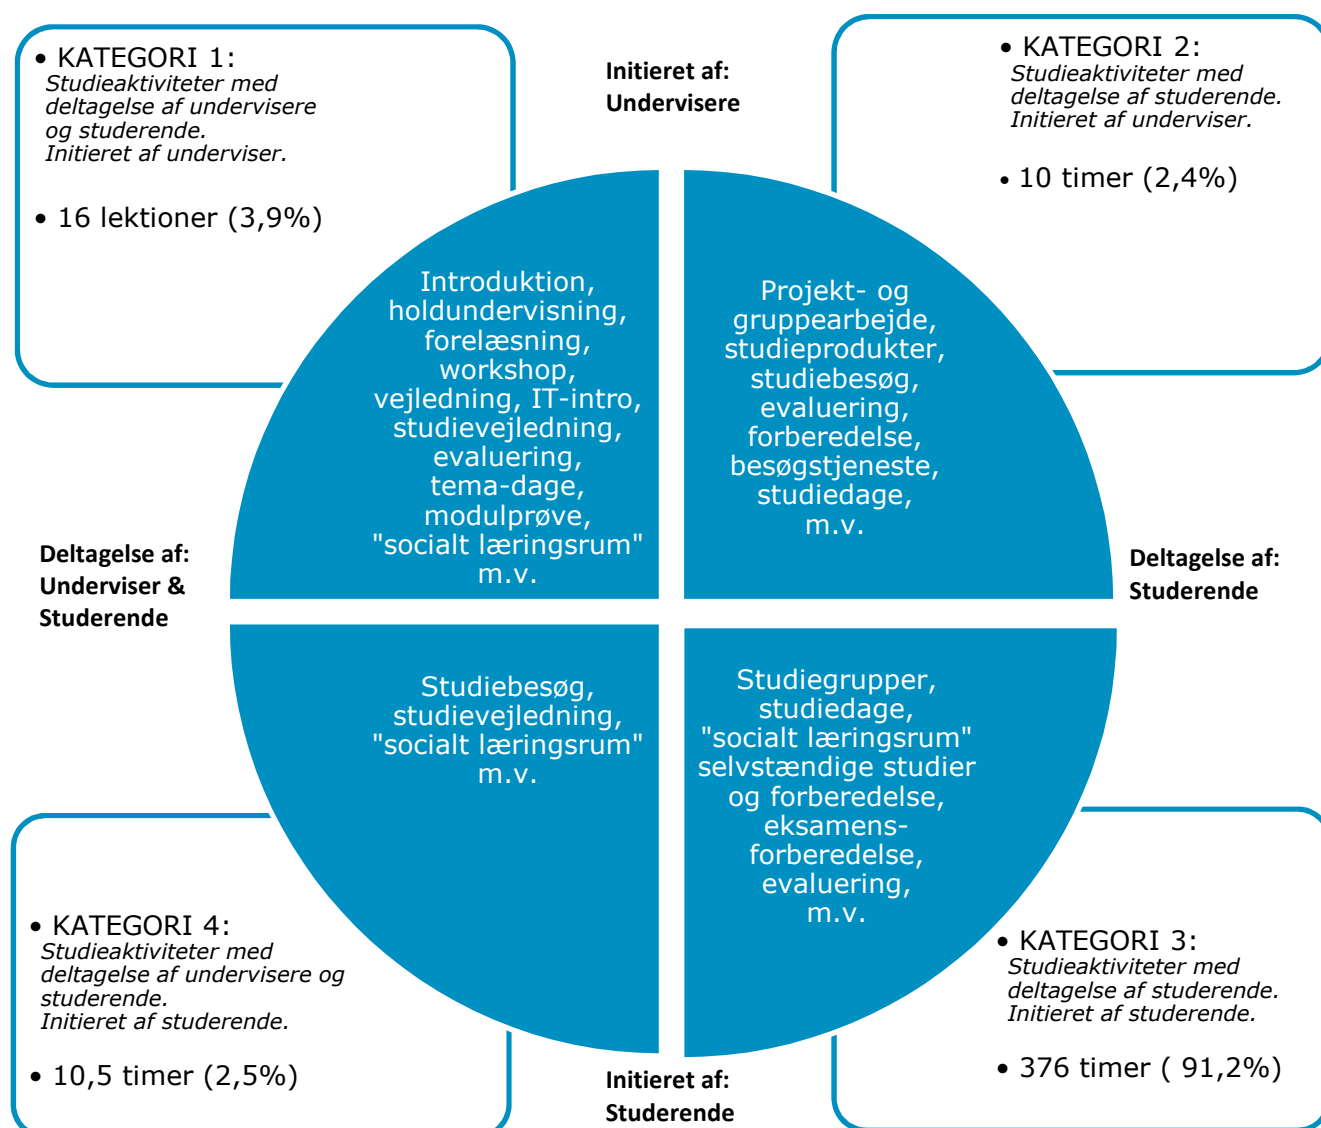 • KATEGORI 1:
Studieaktiviteter med
deltagelse af undervisere
og studerende.
Initieret af underviser.
• 16 lektioner (3,9%)
Initieret af:
Undervisere
• KATEGORI 2:
Studieaktiviteter med
deltagelse af studerende.
Initieret af underviser.
• 10 timer (2,4%)
Introduktion,
holdundervisning,
forelæsning,
workshop,
vejledning, IT-intro,
studievejledning,
evaluering,
tema-dage,
modulprøve,
"socialt læringsrum"
m.v.
Projekt- og
gruppearbejde,
studieprodukter,
studiebesøg,
evaluering,
forberedelse,
besøgstjeneste,
studiedage,
m.v.
Deltagelse af:
Underviser &
Studerende
Deltagelse af:
Studerende
Studiebesøg,
studievejledning,
"socialt læringsrum"
m.v.
Studiegrupper,
studiedage,
"socialt læringsrum"
selvstændige studier
og forberedelse,
eksamens-
forberedelse,
evaluering,
m.v.
• KATEGORI 4:
Studieaktiviteter med
deltagelse af undervisere og
studerende.
Initieret af studerende.
• 10,5 timer (2,5%)
Initieret af:
Studerende
• KATEGORI 3:
Studieaktiviteter med
deltagelse af studerende.
Initieret af studerende.
• 376 timer ( 91,2%)